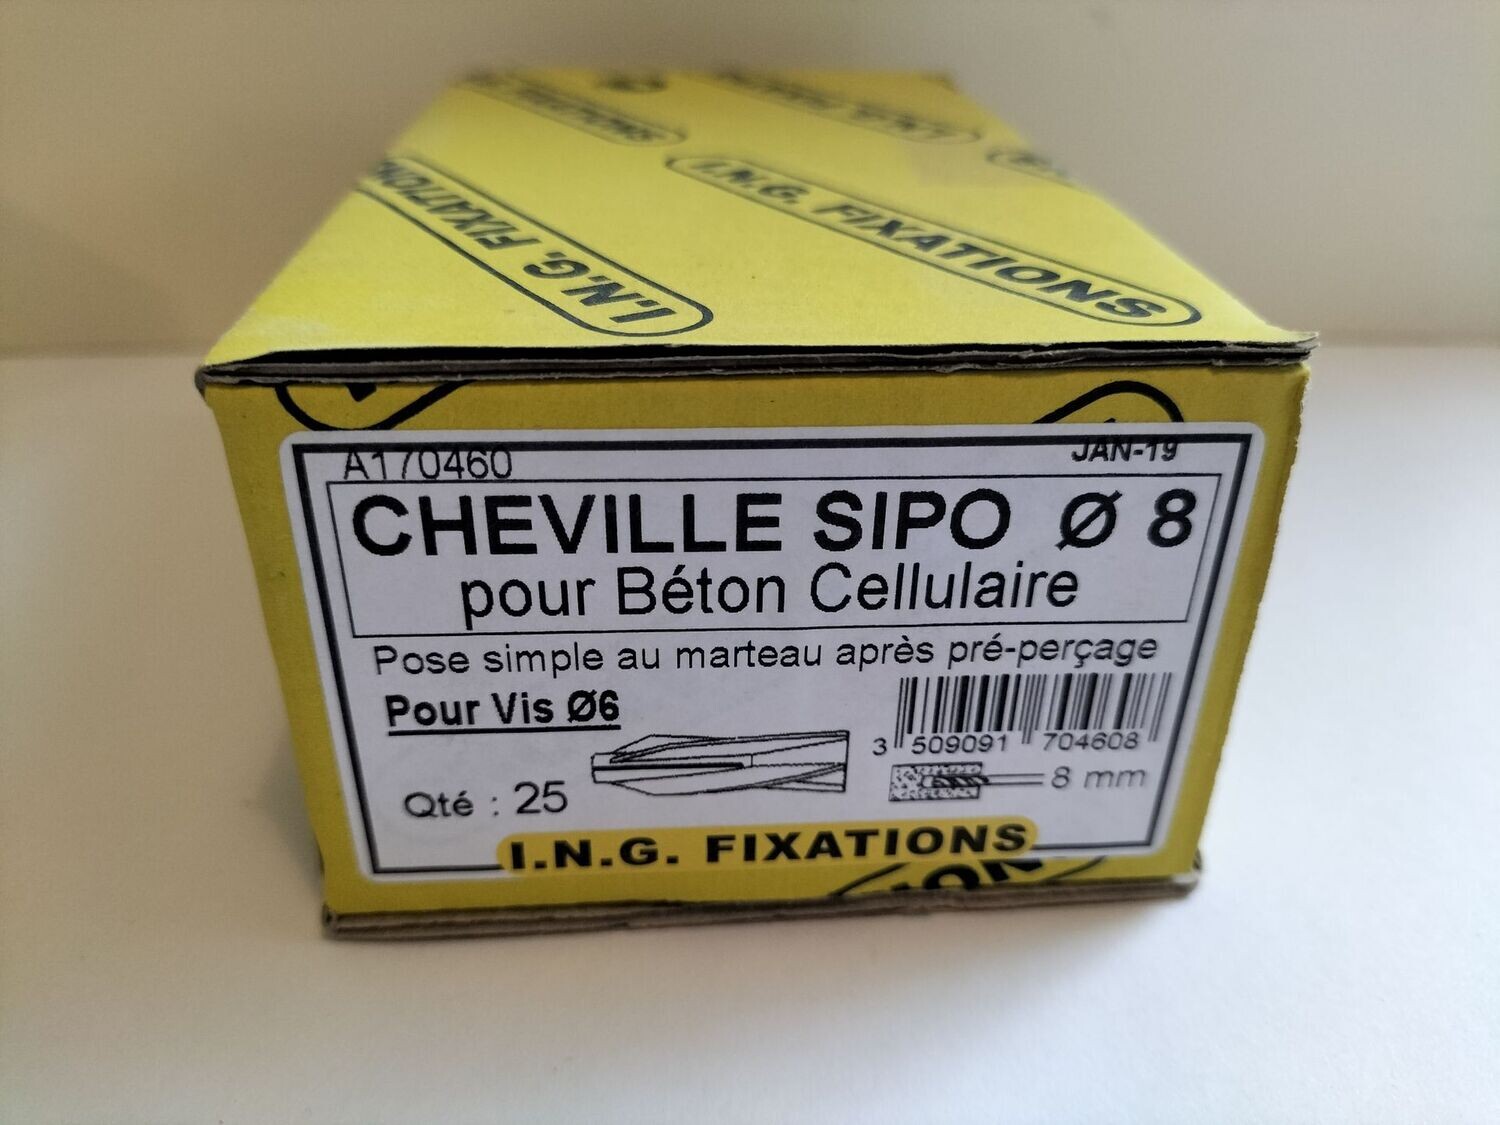 I.N.G. FIXATIONS
I.N.G. FIXATIONS
A170460
JAN-19
CHEVILLE SIPO Ø 8
pour Béton Cellulaire
Pose simple au marteau après pré-perçage
Pour Vis Ø6
3 509091 704608
8 mm
Qté : 25
I.N.G. FIXATIONS